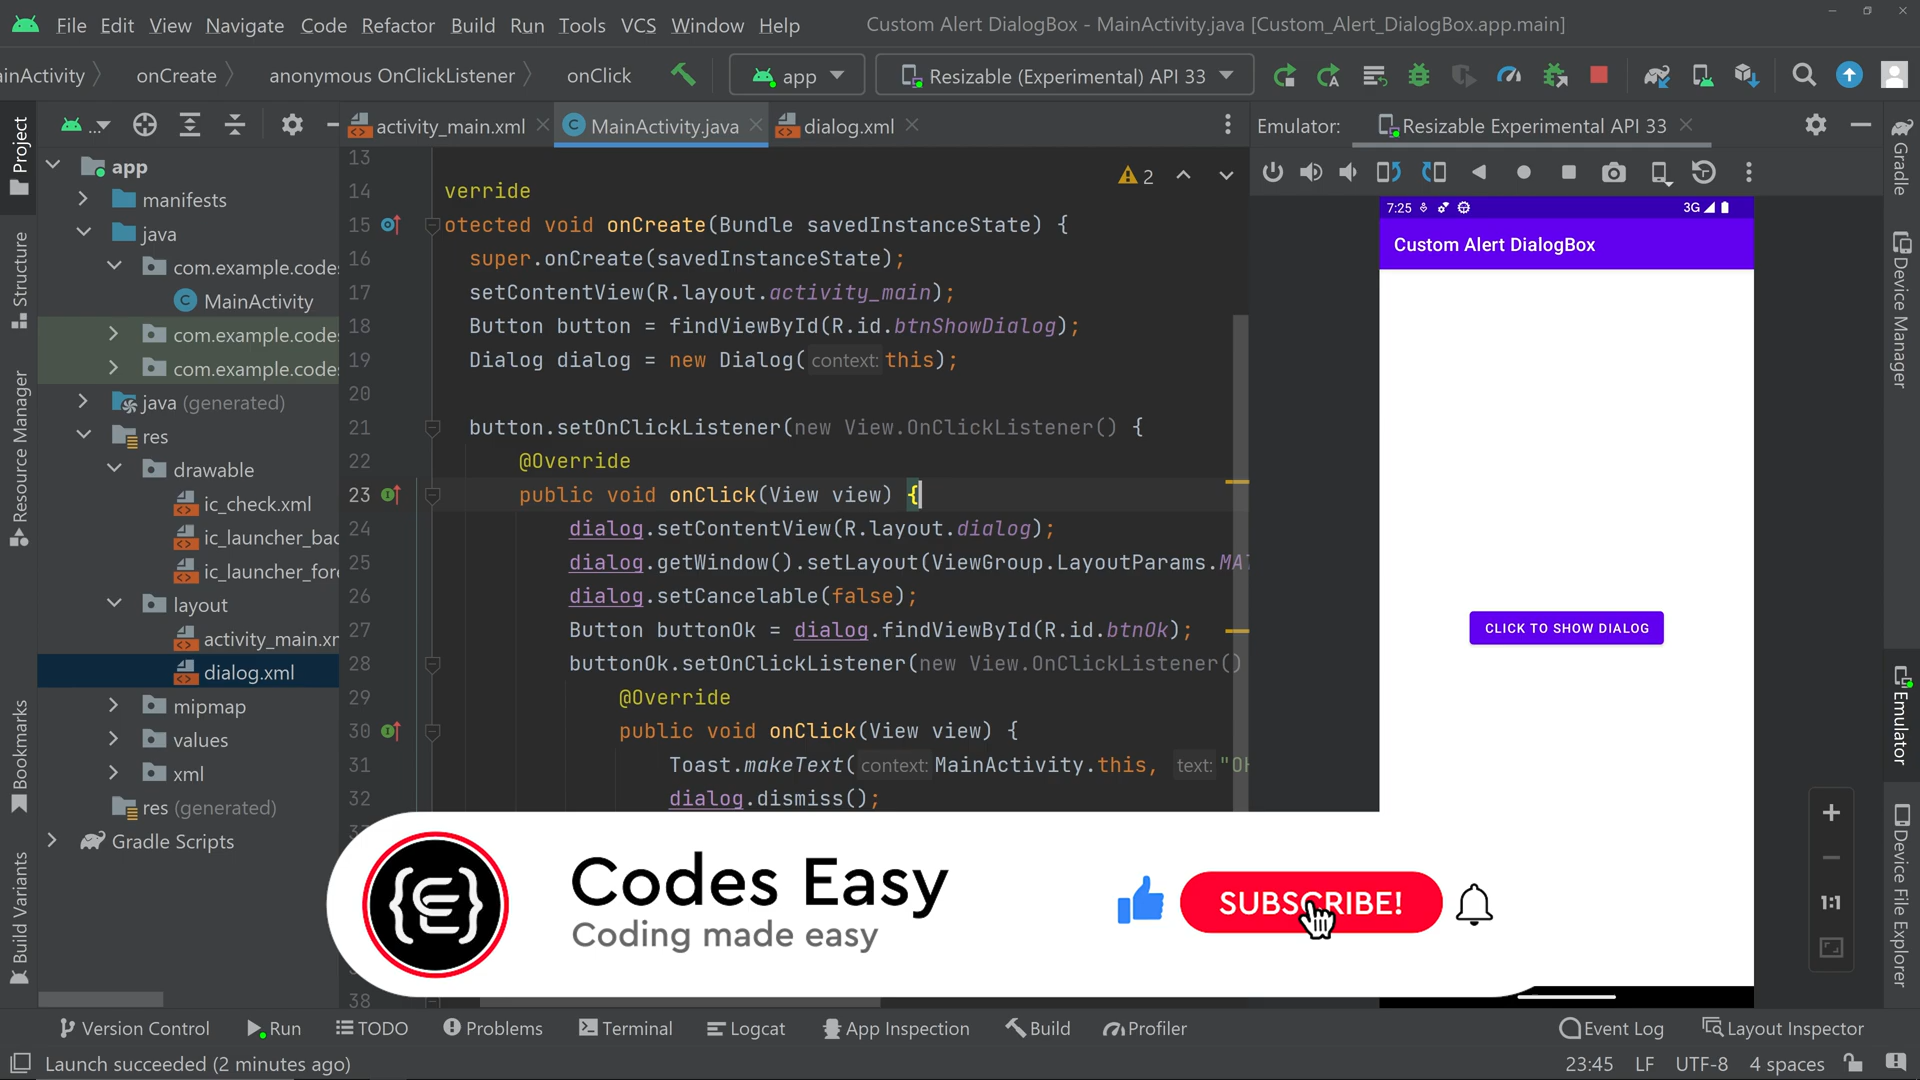 File Edit View Navigate Code Refactor Build Run Tools VCS Window Help
Custom Alert DialogBox - MainActivity.java [Custom_Alert_DialogBox.app.main]
inActivity onCreate anonymous OnClickListener onClick
app
Resizable (Experimental) API 33
Project
Structure
Resource Manager
Bookmarks
Build Variants
...
app
manifests
java
com.example.code
MainActivity
com.example.code
com.example.code
java (generated)
res
drawable
ic_check.xml
ic_launcher_bac
ic_launcher_for
layout
activity_main.x
dialog.xml
mipmap
values
xml
res (generated)
Gradle Scripts
activity_main.xml
MainActivity.java
dialog.xml
2
13
14 verride
15 otected void onCreate(Bundle savedInstanceState) {
16 super.onCreate(savedInstanceState);
17 setContentView(R.layout.activity_main);
18 Button button = findViewById(R.id.btnShowDialog);
19 Dialog dialog = new Dialog( context: this);
20
21 button.setOnClickListener(new View.OnClickListener() {
22 @Override
23 public void onClick(View view) {
24 dialog.setContentView(R.layout.dialog);
25 dialog.getWindow().setLayout(ViewGroup.LayoutParams.MA
26 dialog.setCancelable(false);
27 Button buttonOk = dialog.findViewById(R.id.btnOk);
28 buttonOk.setOnClickListener(new View.OnClickListener()
29 @Override
30 public void onClick(View view) {
31 Toast.makeText( context: MainActivity.this, text: "O
32 dialog.dismiss();
38
Emulator:
Resizable Experimental API 33
7:25
3G
Custom Alert DialogBox
CLICK TO SHOW DIALOG
1:1
Gradle
Device Manager
Emulator
Device File Explorer
Codes Easy
Coding made easy
SUBSCRIBE!
Version Control Run TODO Problems Terminal Logcat App Inspection Build Profiler
Event Log Layout Inspector
Launch succeeded (2 minutes ago)
23:45 LF UTF-8 4 spaces